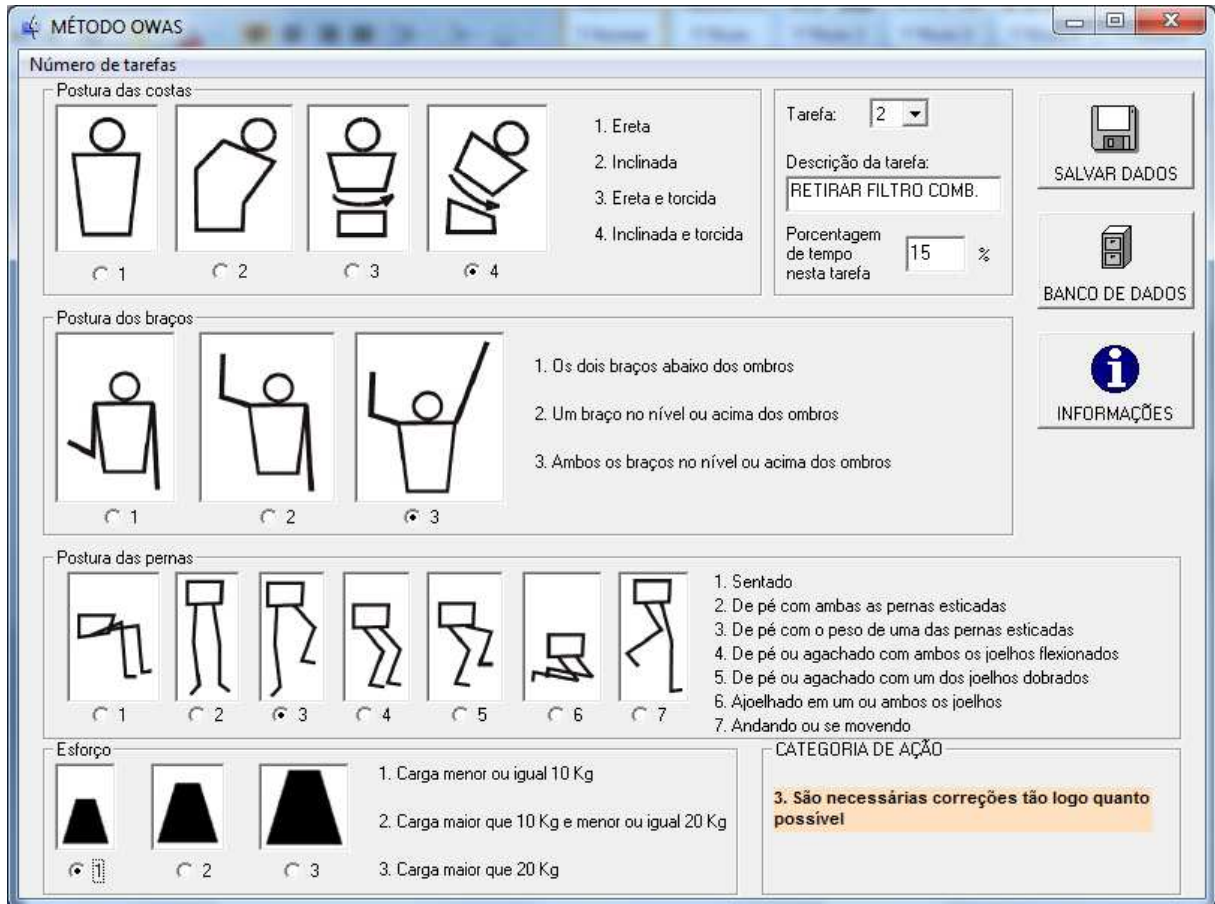 MÉTODO OWAS
Número de tarefas
Postura das costas
1. Ereta
2. Inclinada
3. Ereta e torcida
4. Inclinada e torcida
1
2
3
4
Tarefa:
2
Descrição da tarefa:
RETIRAR FILTRO COMB.
Porcentagem
de tempo
nesta tarefa
15
%
SALVAR DADOS
BANCO DE DADOS
INFORMAÇÕES
Postura dos braços
1. Os dois braços abaixo dos ombros
2. Um braço no nível ou acima dos ombros
3. Ambos os braços no nível ou acima dos ombros
1
2
3
Postura das pernas
1. Sentado
2. De pé com ambas as pernas esticadas
3. De pé com o peso de uma das pernas esticadas
4. De pé ou agachado com ambos os joelhos flexionados
5. De pé ou agachado com um dos joelhos dobrados
6. Ajoelhado em um ou ambos os joelhos
7. Andando ou se movendo
1
2
3
4
5
6
7
Esforço
1. Carga menor ou igual 10 Kg
2. Carga maior que 10 Kg e menor ou igual 20 Kg
3. Carga maior que 20 Kg
1
2
3
CATEGORIA DE AÇÃO
3. São necessárias correções tão logo quanto
possível